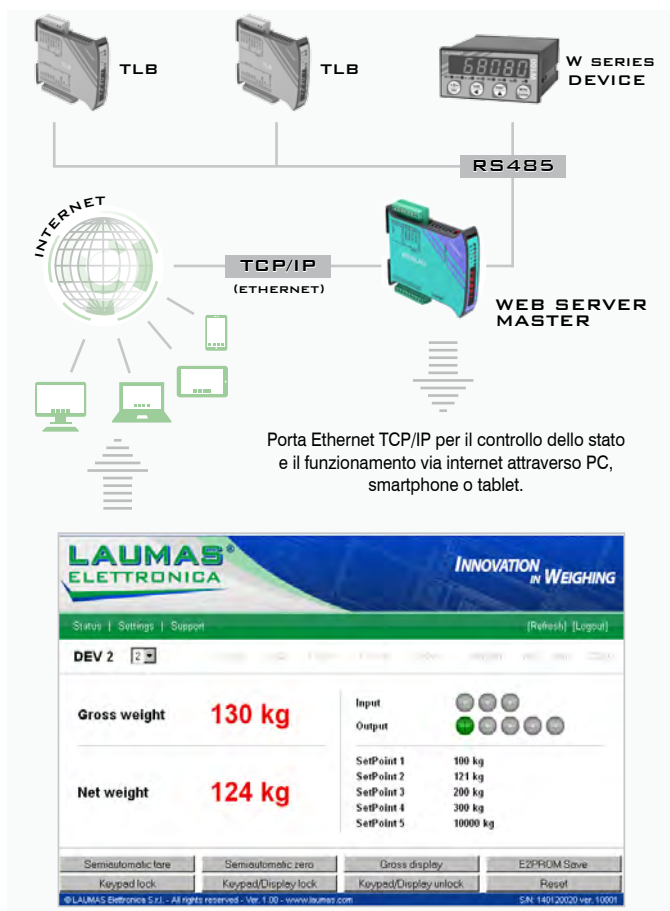 TLB
TLB
68080
W SERIES
DEVICE
RS485
INTERNET
TCP/IP
(ETHERNET)
WEB SERVER
MASTER
Porta Ethernet TCP/IP per il controllo dello stato
e il funzionamento via internet attraverso PC,
smartphone o tablet.
LAUMAS®
ELETTRONICA
INNOVATION
IN WEIGHING
Status | Settings | Support
[Refresh] [Logout]
DEV 2 2
Gross weight 130 kg
Input
Output
Net weight 124 kg
SetPoint 1 100 kg
SetPoint 2 121 kg
SetPoint 3 200 kg
SetPoint 4 300 kg
SetPoint 5 10000 kg
Semiautomatic tare Semiautomatic zero Gross display E2PROM Save
Keypad lock Keypad/Display lock Keypad/Display unlock Reset
©LAUMAS Elettronica S.r.l. - All rights reserved - Ver. 1.00 - www.laumas.com S/N: 140120020 ver. 10001